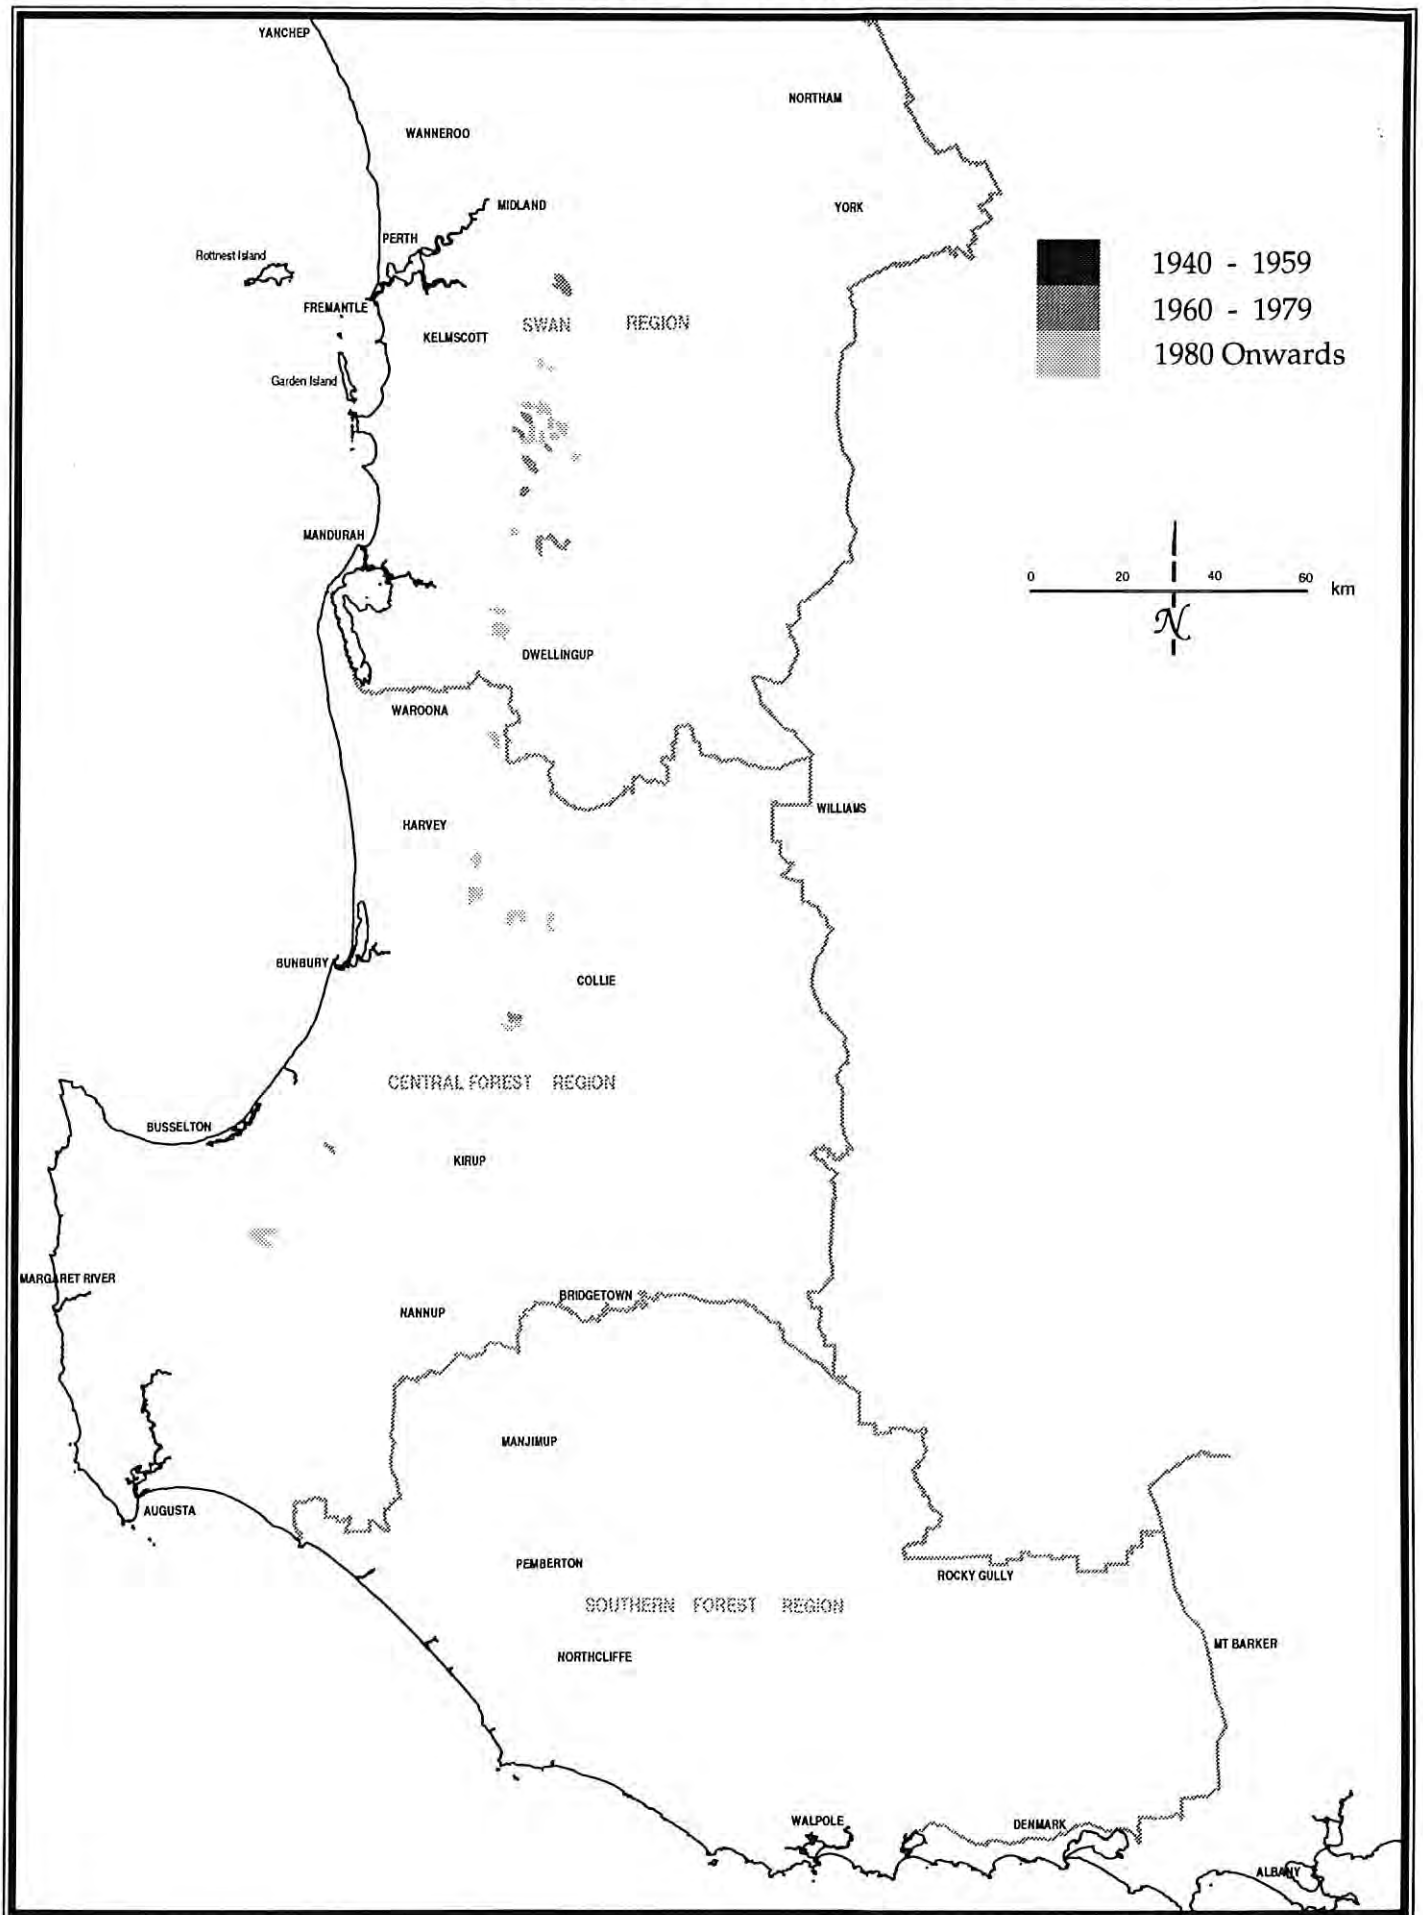 YANCHEP
NORTHAM
WANNEROO
MIDLAND
YORK
PERTH
Rottnest Island
1940 - 1959
FREMANTLE
1960 - 1979
SWAN REGION
KELMSCOTT
1980 Onwards
Garden Island
MANDURAH
0 20 40 60 km
N
DWELLINGUP
WAROONA
WILLIAMS
HARVEY
BUNBURY
COLLIE
CENTRAL FOREST REGION
BUSSELTON
KIRUP
MARGARET RIVER
BRIDGETOWN
NANNUP
MANJIMUP
AUGUSTA
PEMBERTON
ROCKY GULLY
SOUTHERN FOREST REGION
MT BARKER
NORTHCLIFFE
WALPOLE
DENMARK
ALBANY